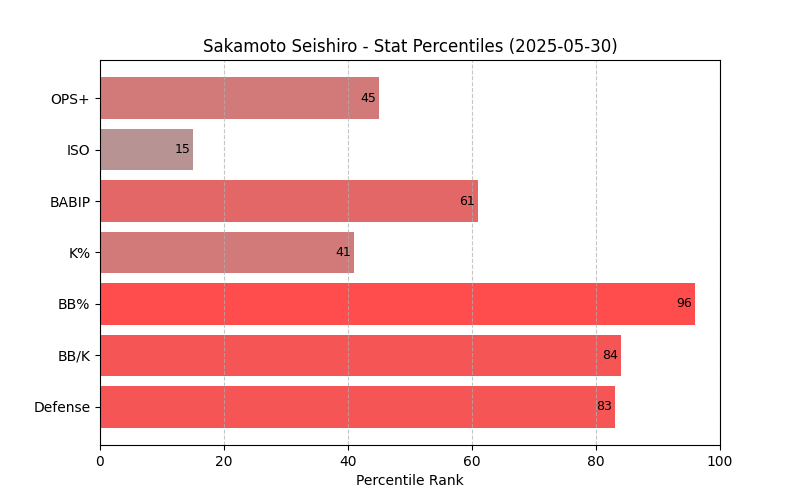 Sakamoto Seishiro - Stat Percentiles (2025-05-30)
OPS+ 45
ISO 15
BABIP 61
K% 41
BB% 96
BB/K 84
Defense 83
0 20 40 60 80 100
Percentile Rank